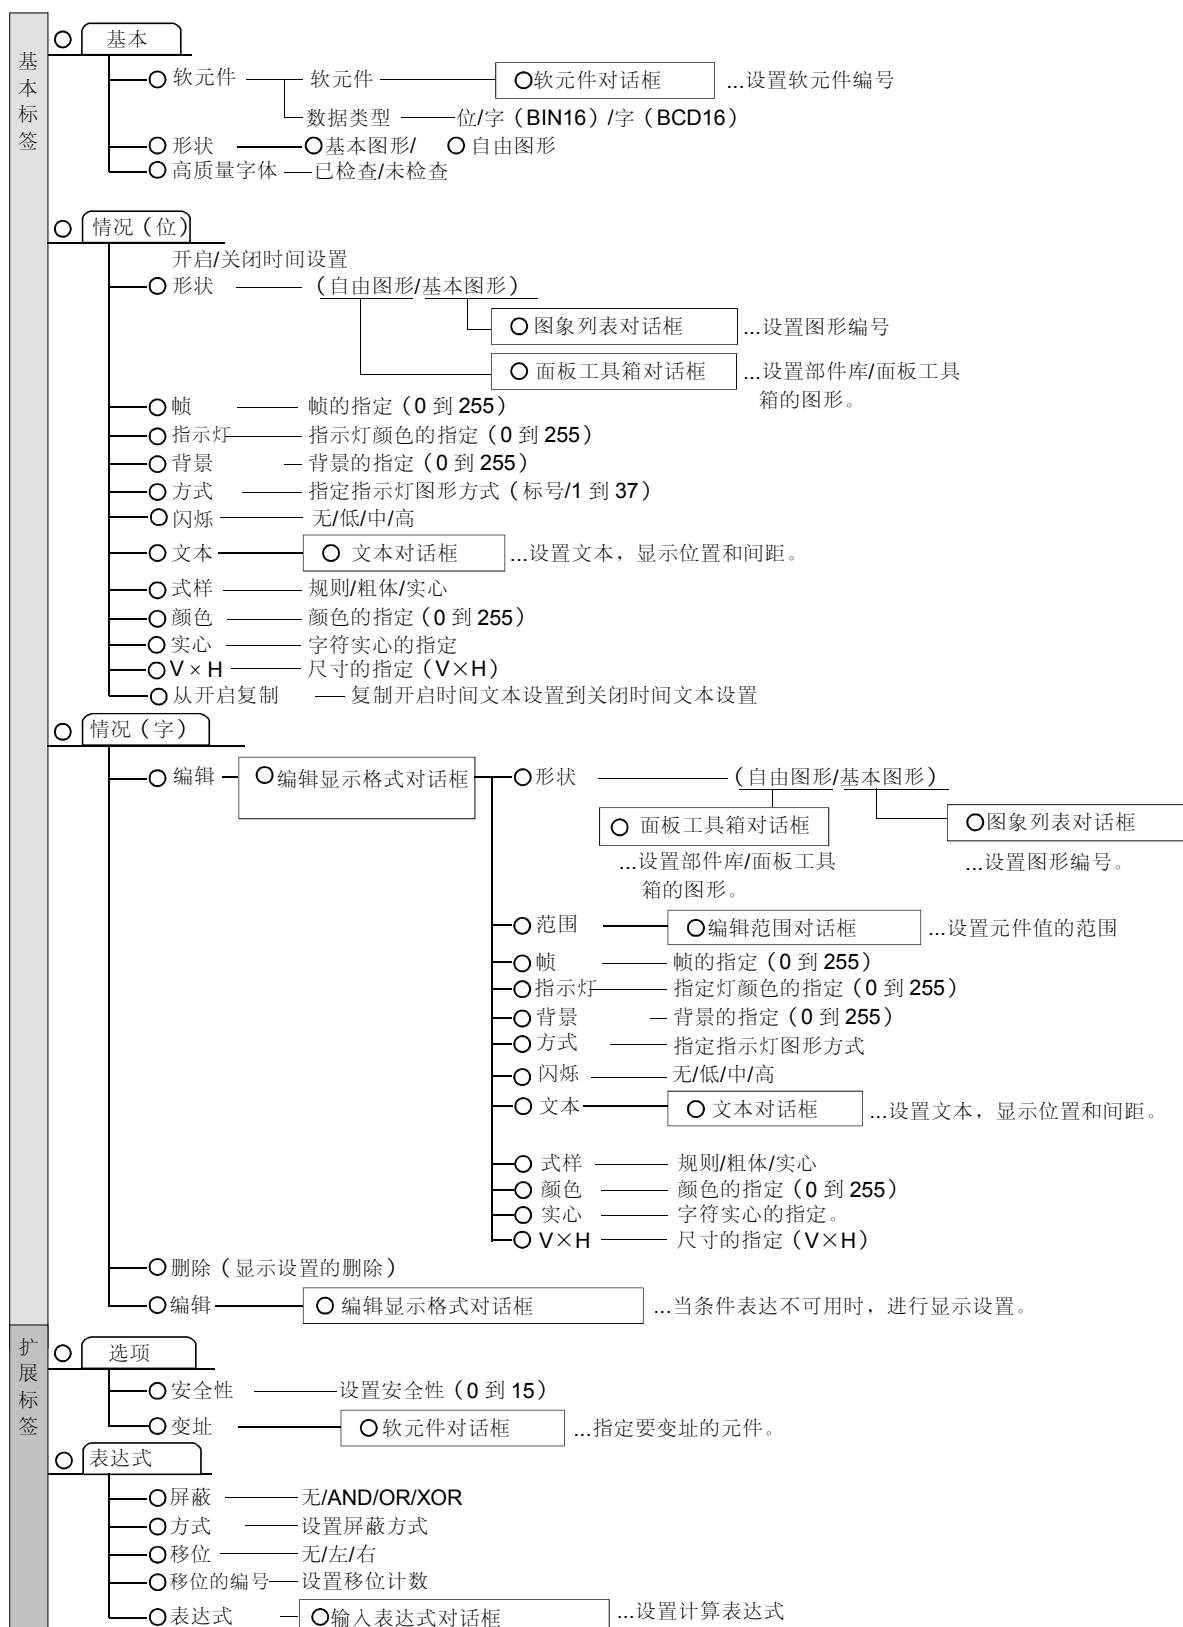 基本标签
○ 基本
○软元件 软元件 ○软元件对话框 ...设置软元件编号
数据类型 位/字（BIN16）/字（BCD16）
○形状 ○基本图形/ ○自由图形
○高质量字体 已检查/未检查
○ 情况（位）
开启/关闭时间设置
○形状 （自由图形/基本图形）
○图象列表对话框 ...设置图形编号
○面板工具箱对话框 ...设置部件库/面板工具
箱的图形。
○帧 帧的指定（0 到 255）
○指示灯 指示灯颜色的指定（0 到 255）
○背景 背景的指定（0 到 255）
○方式 指定指示灯图形方式（标号/1 到 37）
○闪烁 无/低/中/高
○文本 ○ 文本对话框 ...设置文本，显示位置和间距。
○式样 规则/粗体/实心
○颜色 颜色的指定（0 到 255）
○实心 字符实心的指定
○V × H 尺寸的指定（V×H）
○从开启复制 复制开启时间文本设置到关闭时间文本设置
○ 情况（字）
○编辑 ○编辑显示格式对话框 ○形状 （自由图形/基本图形）
○ 面板工具箱对话框 ○图象列表对话框
...设置部件库/面板工具 ...设置图形编号。
箱的图形。
○范围 ○编辑范围对话框 ...设置元件值的范围
○帧 帧的指定（0 到 255）
○指示灯 指定灯颜色的指定（0 到 255）
○背景 背景的指定（0 到 255）
○方式 指定指示灯图形方式
○闪烁 无/低/中/高
○文本 ○文本对话框 ...设置文本，显示位置和间距。
○ 式样 规则/粗体/实心
○ 颜色 颜色的指定（0 到 255）
○ 实心 字符实心的指定。
○ V×H 尺寸的指定（V×H）
○删除（显示设置的删除）
○编辑 ○ 编辑显示格式对话框 ...当条件表达不可用时，进行显示设置。
扩展标签
○ 选项
○安全性 设置安全性（0 到 15）
○变址 ○软元件对话框 ...指定要变址的元件。
○ 表达式
○屏蔽 无/AND/OR/XOR
○方式 设置屏蔽方式
○移位 无/左/右
○移位的编号 设置移位计数
○表达式 ○输入表达式对话框 ...设置计算表达式